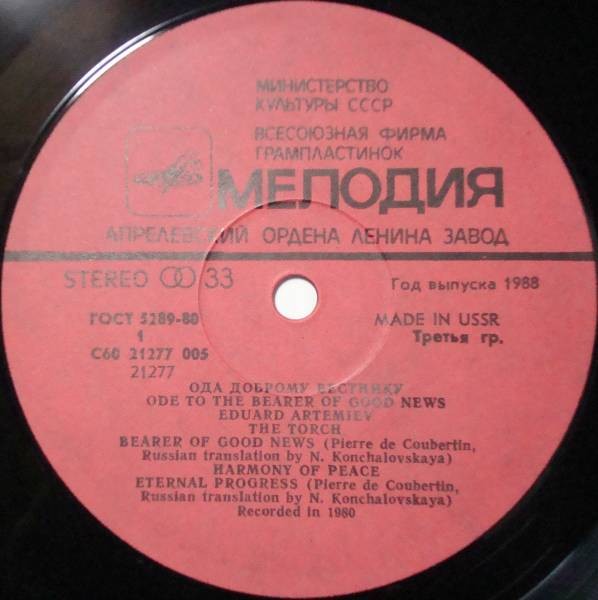 МИНИСТЕРСТВО
КУЛЬТУРЫ СССР
ВСЕСОЮЗНАЯ ФИРМА
ГРАМПЛАСТИНОК
МЕЛОДИЯ
АПРЕЛЕВСКИЙ ОРДЕНА ЛЕНИНА ЗАВОД
STEREO 33
Год выпуска 1988
ГОСТ 5289-80
MADE IN USSR
1
Третья гр.
С60 21277 005
21277
ОДА ДОБРОМУ ВЕСТНИКУ
ODE TO THE BEARER OF GOOD NEWS
EDUARD ARTEMIEV
THE TORCH
BEARER OF GOOD NEWS (Pierre de Coubertin,
Russian translation by N. Konchalovskaya)
HARMONY OF PEACE
ETERNAL PROGRESS (Pierre de Coubertin,
Russian translation by N. Konchalovskaya)
Recorded in 1980